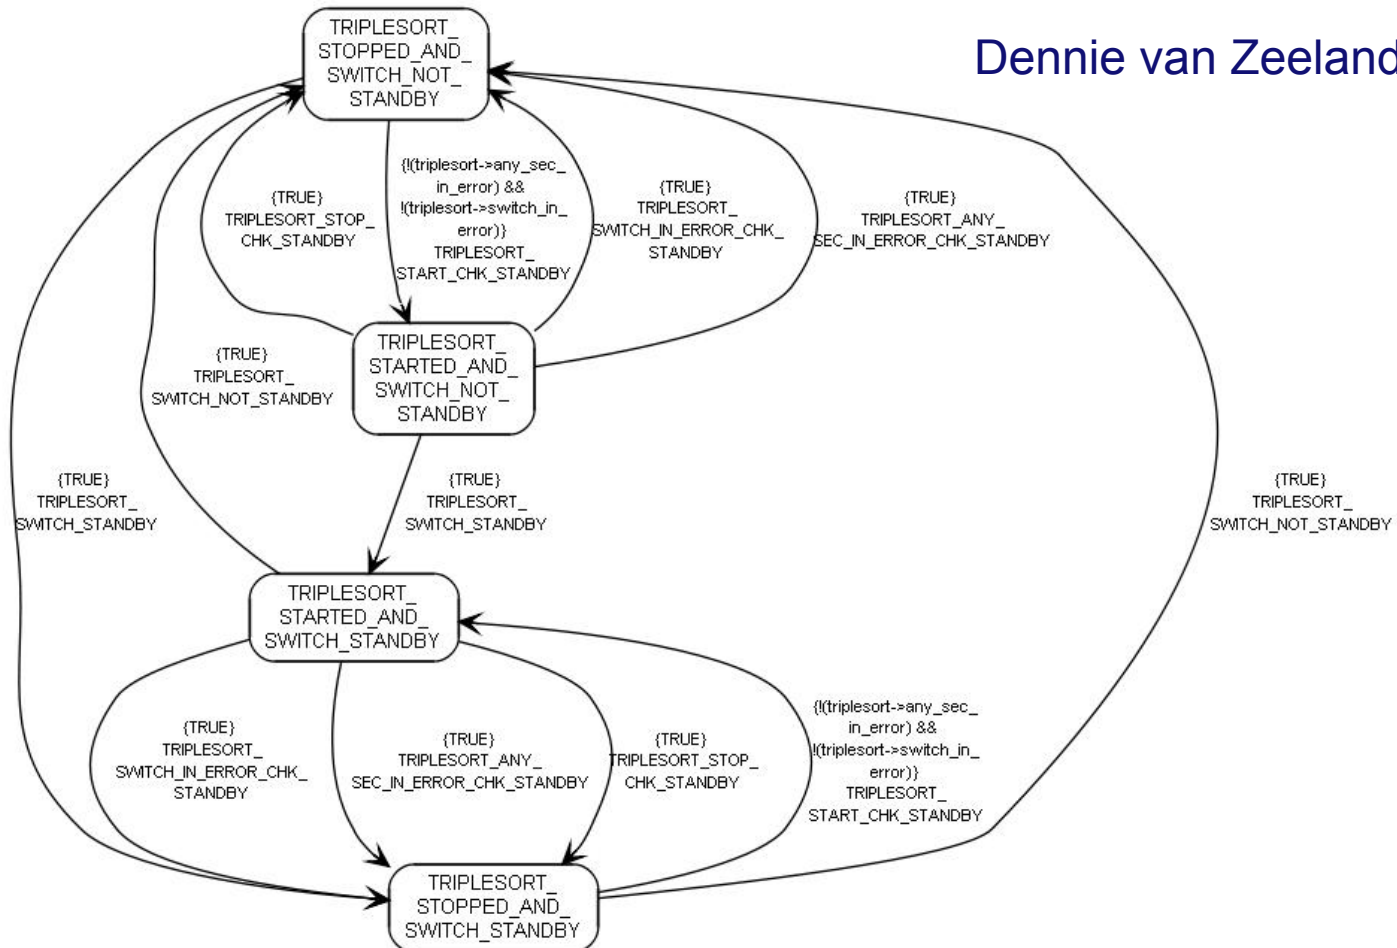 Dennie van Zeeland
TRIPLESORT_
STOPPED_AND_
SWITCH_NOT_
STANDBY
{TRUE}
TRIPLESORT_STOP_
CHK_STANDBY
{!(triplesort->any_sec_
in_error) &&
!(triplesort->switch_in_
error)}
TRIPLESORT_
START_CHK_STANDBY
{TRUE}
TRIPLESORT_
SWITCH_IN_ERROR_CHK_
STANDBY
{TRUE}
TRIPLESORT_ANY_
SEC_IN_ERROR_CHK_STANDBY
TRIPLESORT_
STARTED_AND_
SWITCH_NOT_
STANDBY
{TRUE}
TRIPLESORT_
SWITCH_NOT_STANDBY
{TRUE}
TRIPLESORT_
SWITCH_STANDBY
{TRUE}
TRIPLESORT_
SWITCH_STANDBY
{TRUE}
TRIPLESORT_
SWITCH_NOT_STANDBY
TRIPLESORT_
STARTED_AND_
SWITCH_STANDBY
{TRUE}
TRIPLESORT_
SWITCH_IN_ERROR_CHK_
STANDBY
{TRUE}
TRIPLESORT_ANY_
SEC_IN_ERROR_CHK_STANDBY
{TRUE}
TRIPLESORT_STOP_
CHK_STANDBY
{!(triplesort->any_sec_
in_error) &&
!(triplesort->switch_in_
error)}
TRIPLESORT_
START_CHK_STANDBY
TRIPLESORT_
STOPPED_AND_
SWITCH_STANDBY